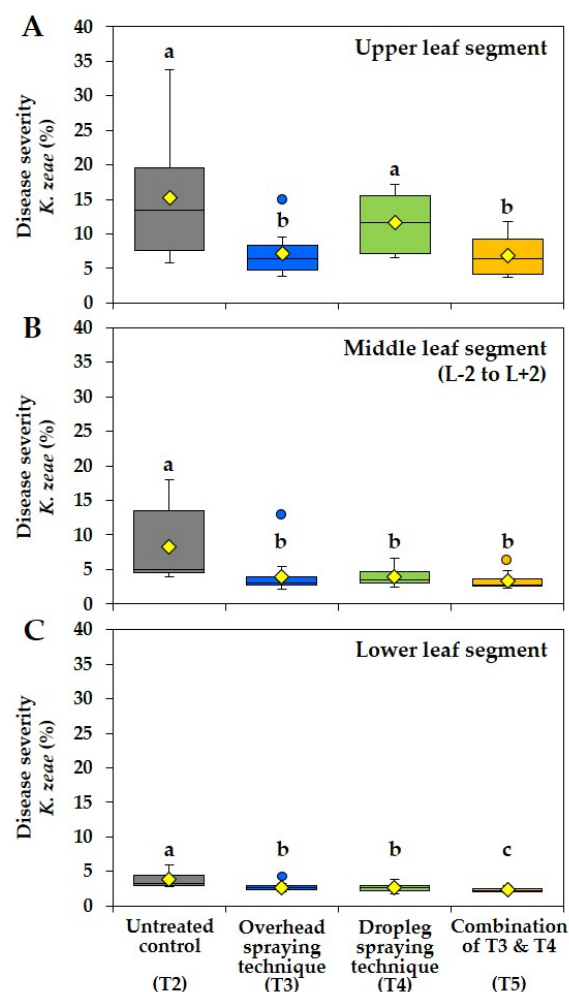 A
40
35
30
25
20
15
10
5
0
Disease severity
K. zeae (%)
Upper leaf segment
a
b
a
b
B
40
35
30
25
20
15
10
5
0
Disease severity
K. zeae (%)
Middle leaf segment
(L-2 to L+2)
a
b
b
b
C
40
35
30
25
20
15
10
5
0
Disease severity
K. zeae (%)
Lower leaf segment
a
b
b
c
Untreated
control
(T2)
Overhead
spraying
technique
(T3)
Dropleg
spraying
technique
(T4)
Combination
of T3 & T4
(T5)